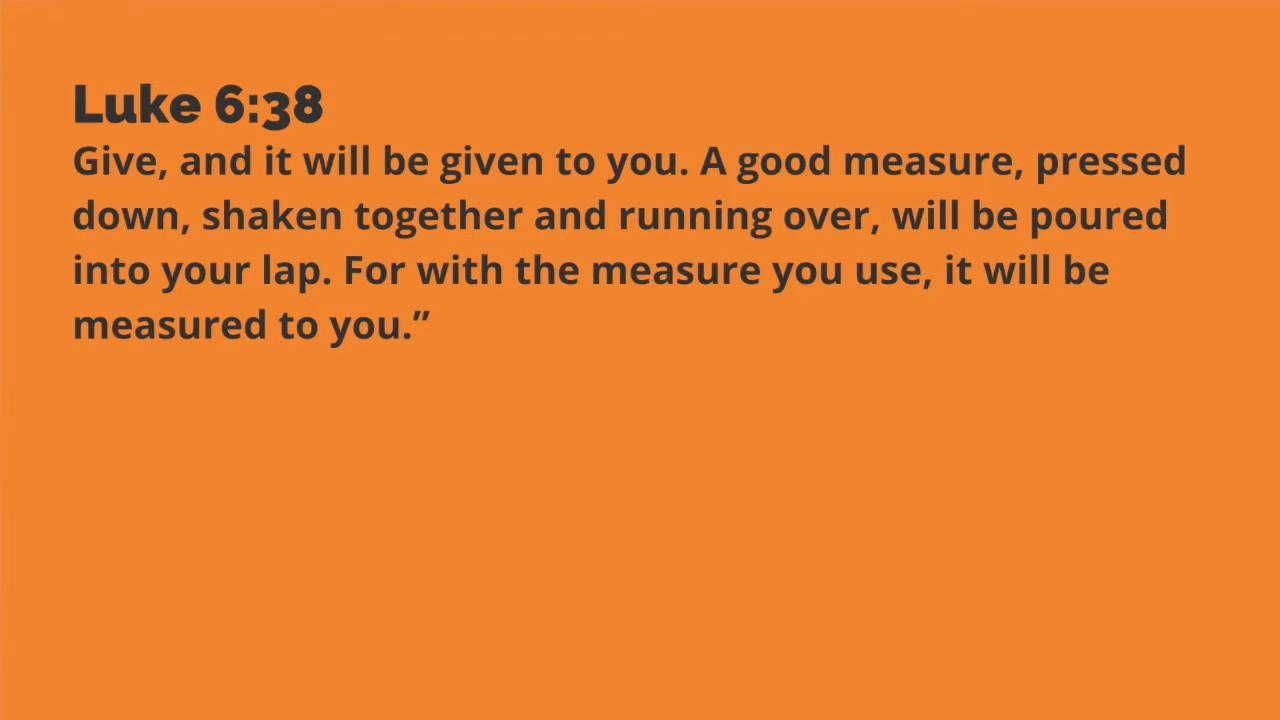 Luke 6:38
Give, and it will be given to you. A good measure, pressed
down, shaken together and running over, will be poured
into your lap. For with the measure you use, it will be
measured to you.”